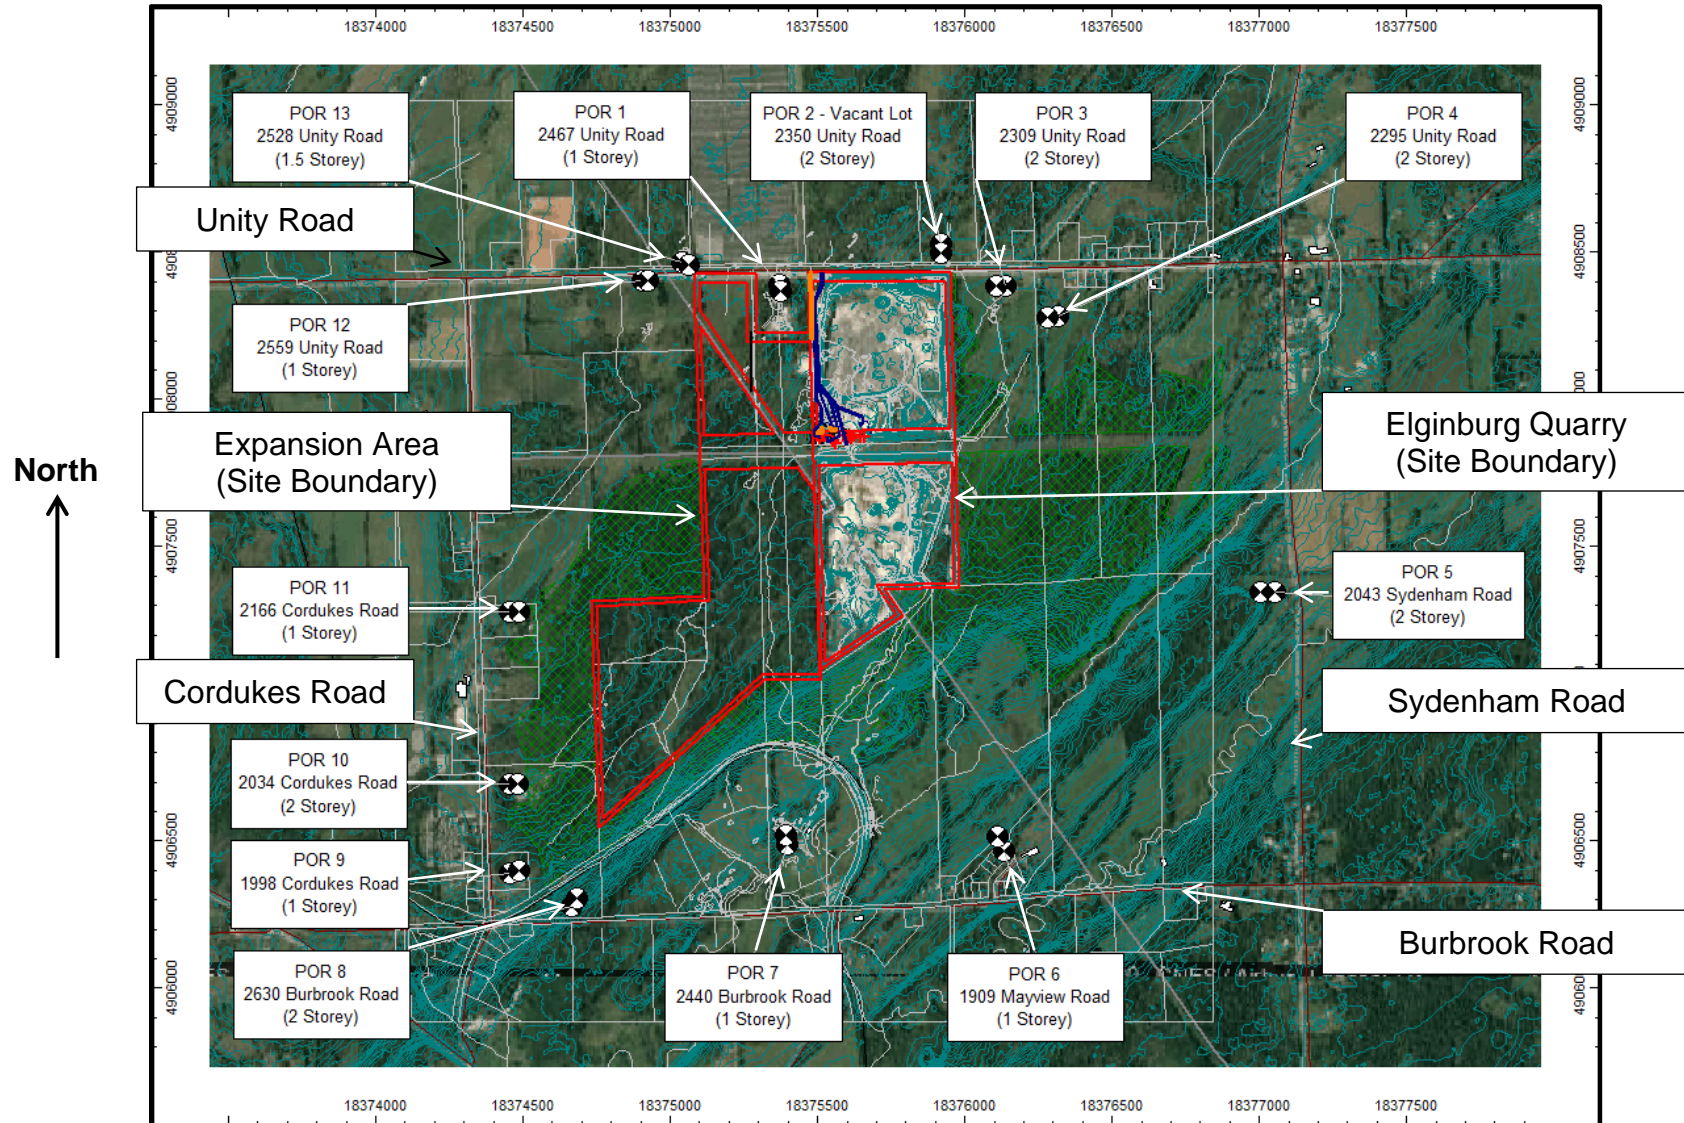 18374000 18374500 18375000 18375500 18376000 18376500 18377000 18377500
4909000
4909000
POR 13
2528 Unity Road
(1.5 Storey)
POR 1
2467 Unity Road
(1 Storey)
POR 2 - Vacant Lot
2350 Unity Road
(2 Storey)
POR 3
2309 Unity Road
(2 Storey)
POR 4
2295 Unity Road
(2 Storey)
Unity Road
4908500
POR 12
2559 Unity Road
(1 Storey)
Expansion Area
(Site Boundary)
Elginburg Quarry
(Site Boundary)
North
4907500
4907500
POR 11
2166 Cordukes Road
(1 Storey)
POR 5
2043 Sydenham Road
(2 Storey)
Cordukes Road
Sydenham Road
POR 10
2034 Cordukes Road
(2 Storey)
4906500
4906500
POR 9
1998 Cordukes Road
(1 Storey)
Burbrook Road
POR 8
2630 Burbrook Road
(2 Storey)
POR 7
2440 Burbrook Road
(1 Storey)
POR 6
1909 Mayview Road
(1 Storey)
4906000
18374000 18374500 18375000 18375500 18376000 18376500 18377000 18377500